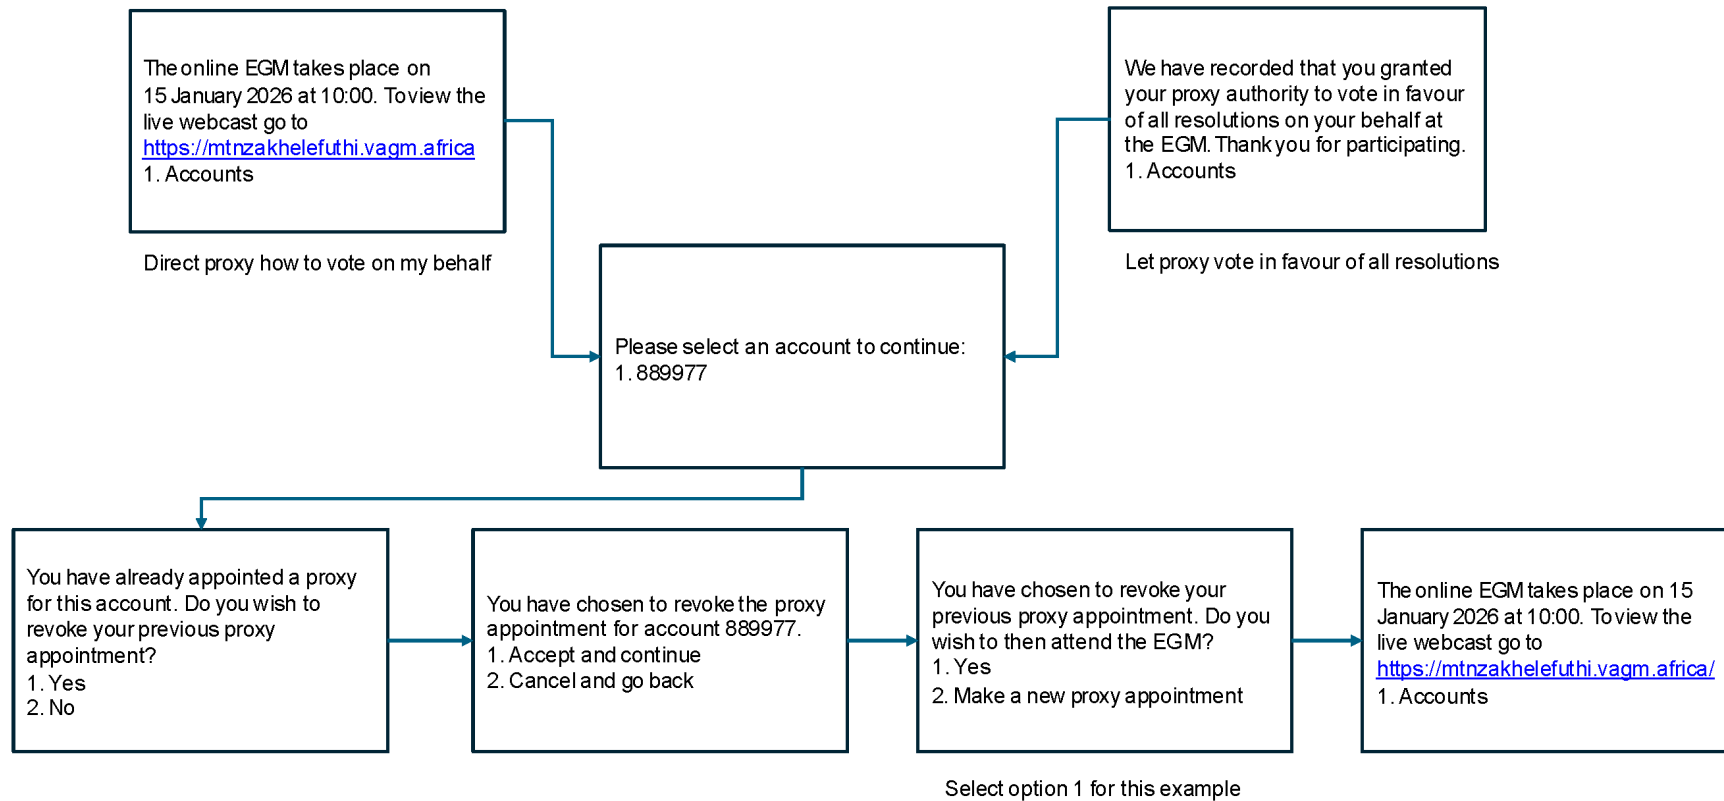 The online EGM takes place on
15 January 2026 at 10:00. To view the
live webcast go to
https://mtnzakhelefuthi.vagm.africa
1. Accounts
Direct proxy how to vote on my behalf
We have recorded that you granted
your proxy authority to vote in favour
of all resolutions on your behalf at
the EGM. Thank you for participating.
1. Accounts
Let proxy vote in favour of all resolutions
Please select an account to continue:
1. 889977
You have already appointed a proxy
for this account. Do you wish to
revoke your previous proxy
appointment?
1. Yes
2. No
You have chosen to revoke the proxy
appointment for account 889977.
1. Accept and continue
2. Cancel and go back
You have chosen to revoke your
previous proxy appointment. Do you
wish to then attend the EGM?
1. Yes
2. Make a new proxy appointment
Select option 1 for this example
The online EGM takes place on 15
January 2026 at 10:00. To view the
live webcast go to
https://mtnzakhelefuthi.vagm.africa/
1. Accounts